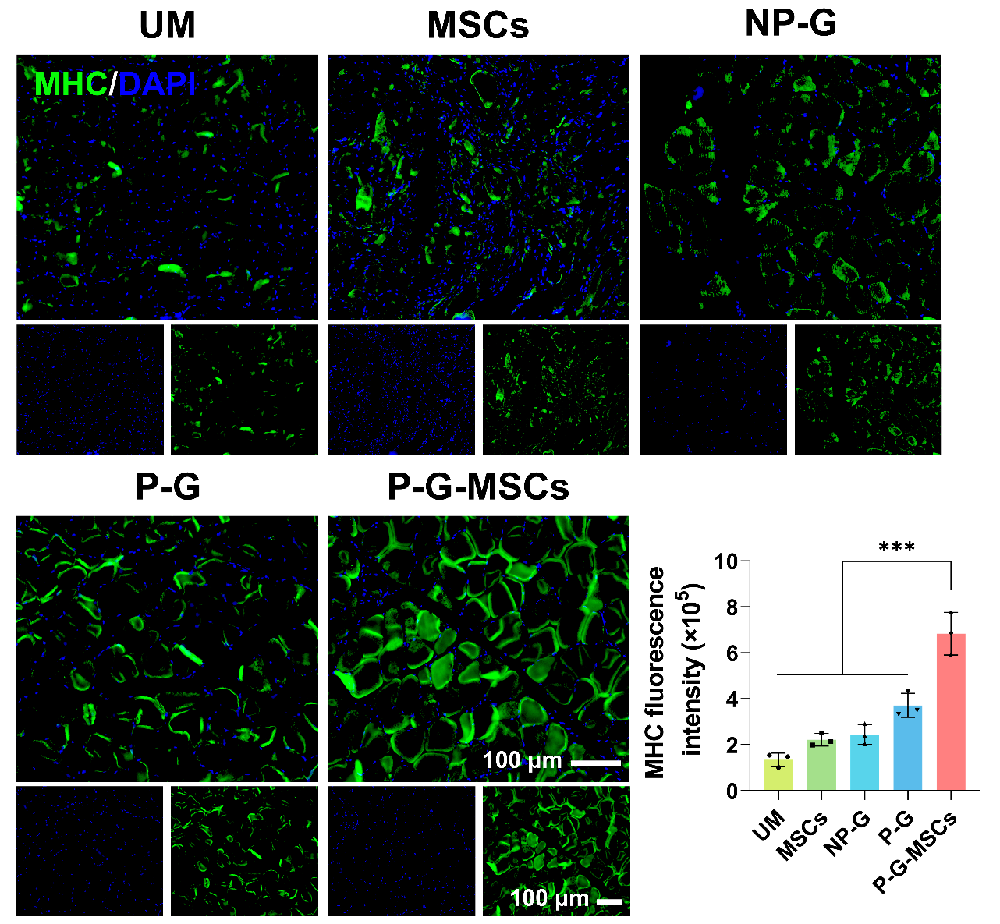 UM
MSCs
NP-G
MHC/DAPI
P-G
P-G-MSCs
100 μm
100 μm
MHC fluorescence
intensity (×10⁵)
10
8
6
4
2
0
***
UM
MSCs
NP-G
P-G
P-G-MSCs